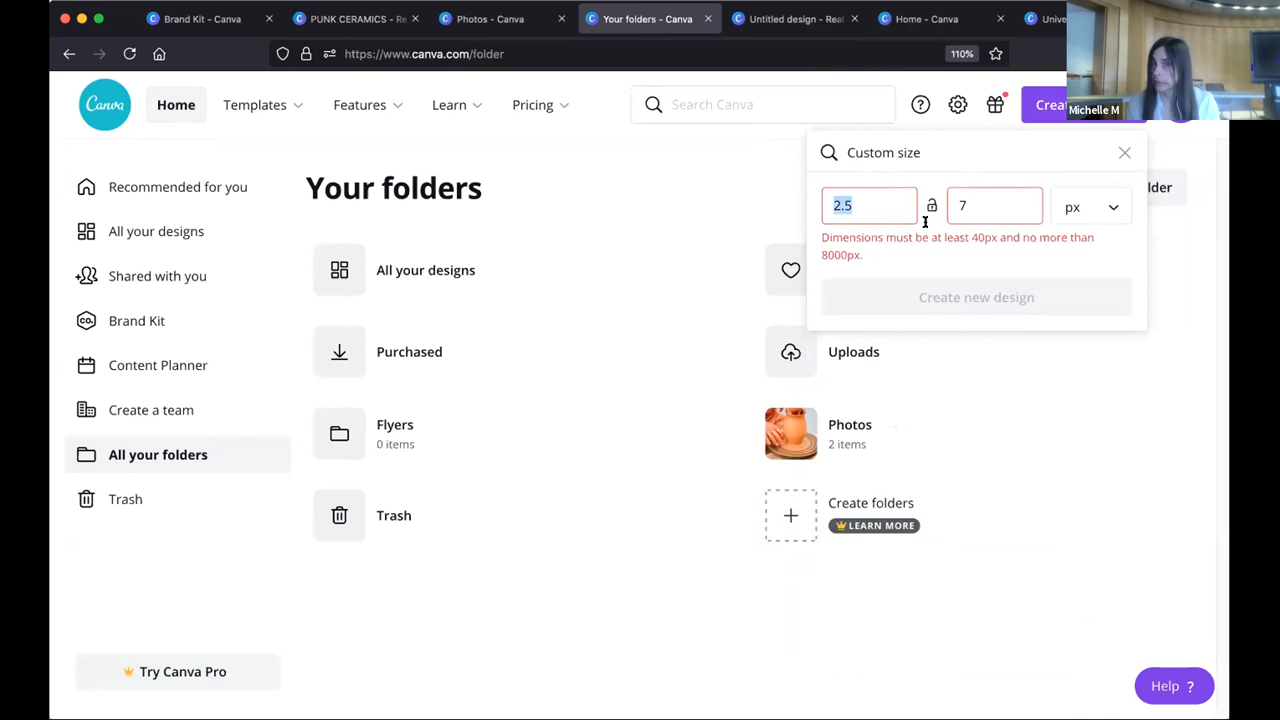 Brand Kit - Canva
PUNK CERAMICS - Re
Photos - Canva
Your folders - Canva
Untitled design - Real
Home - Canva
Unive
https://www.canva.com/folder
110%
Michelle M
Canva
Home
Templates
Features
Learn
Pricing
Search Canva
Crea
Custom size
2.5
7
px
Dimensions must be at least 40px and no more than
8000px.
Create new design
lder
Recommended for you
All your designs
Shared with you
CO.
Brand Kit
Content Planner
Create a team
All your folders
Trash
Try Canva Pro
Your folders
All your designs
Purchased
Uploads
Flyers
0 items
Photos
2 items
Trash
Create folders
LEARN MORE
Help ?